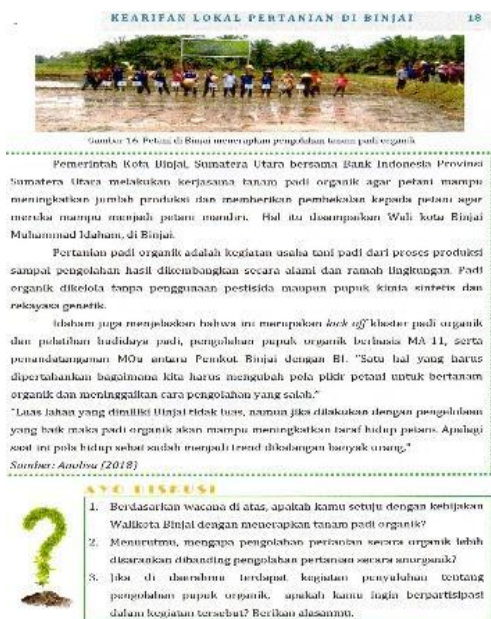 KEARIFAN LOKAL PERTANIAN DI BINJAI 18
Gambar 16 Petani di Binjai menerapkan pengolahan tanam padi organik
Pemerintah Kota Binjai, Sumatera Utara bersama Bank Indonesia Provinsi
Sumatera Utara melakukan kerjasama tanam padi organik agar petani mampu
meningkatkan jumlah produksi dan memberikan pembekalan kepada petani agar
mereka mampu menjadi petani mandiri. Hal itu disampaikan Wali kota Binjai
Muhammad Idaham, di Binjai.
Pertanian padi organik adalah kegiatan usaha tani padi dari proses produksi
sampai pengolahan hasil dikembangkan secara alami dan ramah lingkungan. Padi
organik dikelola tanpa penggunaan pestisida maupun pupuk kimia sintetis dan
rekayasa genetik.
Idaham juga menjelaskan bahwa ini merupakan kick off klaster padi organik
dan pelatihan budidaya padi, pengolahan pupuk organik berbasis MA 11, serta
penandatanganan MOu antara Pemkot Binjai dengan BI. "Satu hal yang harus
dipertahankan bagaimana kita harus mengubah pola pikir petani untuk bertanam
organik dan meninggalkan cara pengolahan yang salah."
"Luas lahan yang dimiliki Binjai tidak luas, namun jika dilakukan dengan pengelolaan
yang baik maka padi organik akan mampu meningkatkan taraf hidup petani. Apalagi
saat ini pola hidup sehat sudah menjadi trend dikalangan banyak orang,"
Sumber: Analisa (2018)
AYO DISKUSI
1. Berdasarkan wacana di atas, apakah kamu setuju dengan kebijakan
Walikota Binjai dengan menerapkan tanam padi organik?
2. Menurutmu, mengapa pengolahan pertanian secara organik lebih
disarankan dibanding pengolahan pertanian secara anorganik?
3. Jika di daerahmu terdapat kegiatan penyuluhan tentang
pengolahan pupuk organik, apakah kamu ingin berpartisipasi
dalam kegiatan tersebut? Berikan alasanmu.